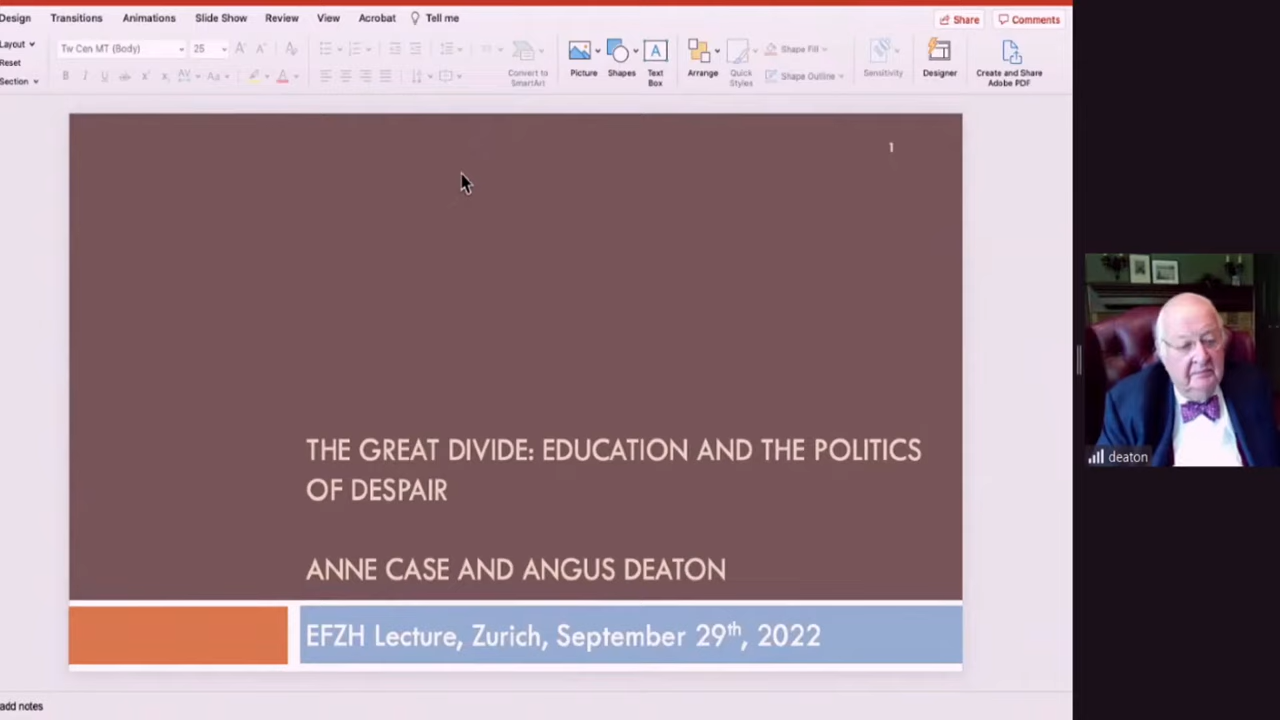 Design Transitions Animations Slide Show Review View Acrobat Tell me
Share Comments
Layout
Reset
Section
Tw Cen MT (Body) 25
Convert to
SmartArt
Picture
Shapes
Text
Box
Arrange
Quick
Styles
Shape Fill
Shape Outline
Sensitivity
Designer
Create and Share
Adobe PDF
1
THE GREAT DIVIDE: EDUCATION AND THE POLITICS
OF DESPAIR
ANNE CASE AND ANGUS DEATON
EFZH Lecture, Zurich, September 29th, 2022
deaton
add notes